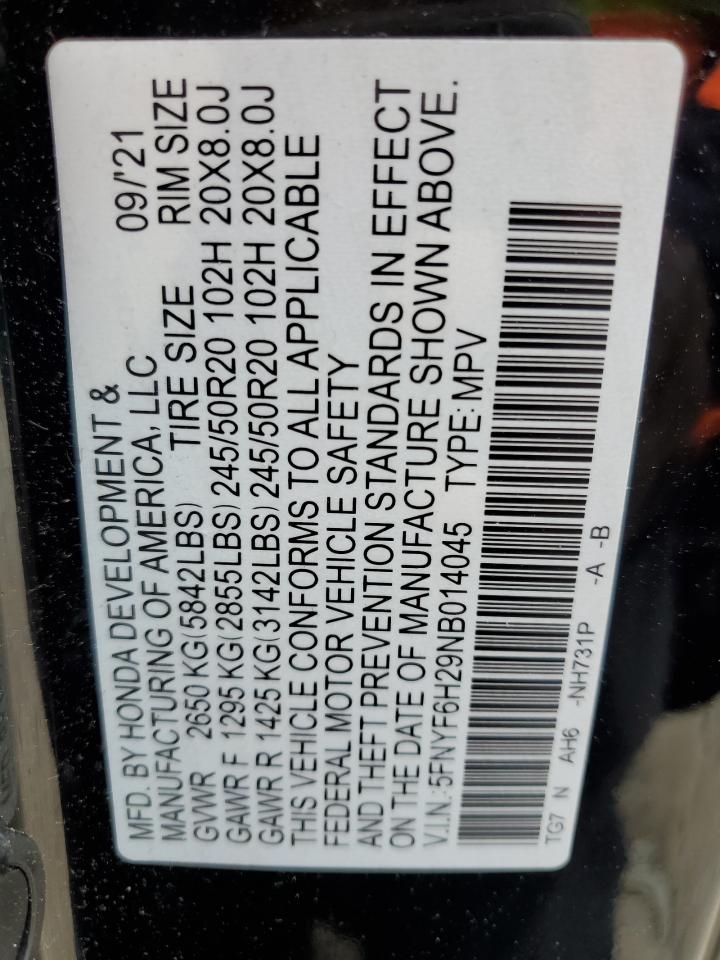 MFD. BY HONDA DEVELOPMENT & 09/'21
MANUFACTURING OF AMERICA, LLC RIM SIZE
GVWR 2650 KG(5842LBS) TIRE SIZE
GAWR F 1295 KG(2855LBS) 245/50R20 102H 20X8.0J
GAWR R 1425 KG(3142LBS) 245/50R20 102H 20X8.0J
THIS VEHICLE CONFORMS TO ALL APPLICABLE
FEDERAL MOTOR VEHICLE SAFETY
AND THEFT PREVENTION STANDARDS IN EFFECT
ON THE DATE OF MANUFACTURE SHOWN ABOVE.
V.I.N.: 5FNYF6H29NB014045 TYPE: MPV
TG7 N AH6 -NH731P -A -B